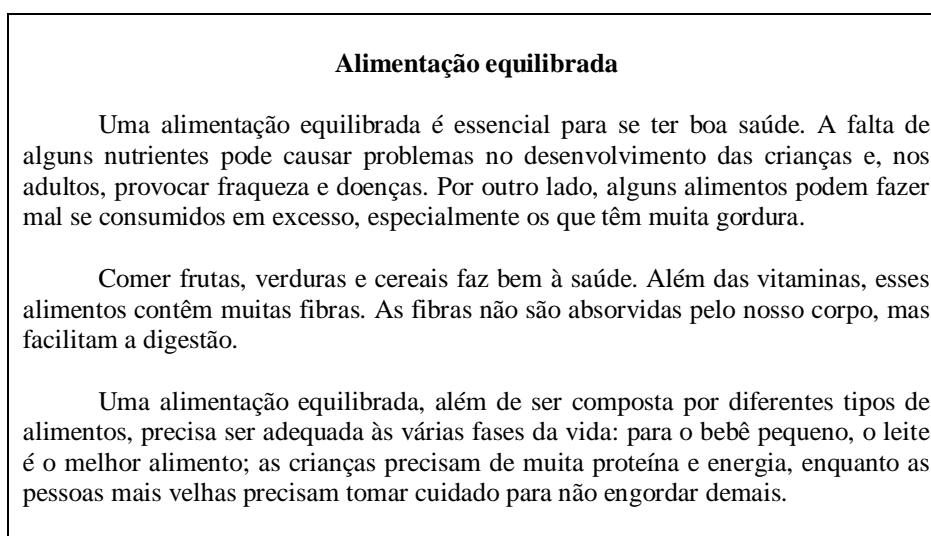 Alimentação equilibrada
Uma alimentação equilibrada é essencial para se ter boa saúde. A falta de
alguns nutrientes pode causar problemas no desenvolvimento das crianças e, nos
adultos, provocar fraqueza e doenças. Por outro lado, alguns alimentos podem fazer
mal se consumidos em excesso, especialmente os que têm muita gordura.
Comer frutas, verduras e cereais faz bem à saúde. Além das vitaminas, esses
alimentos contêm muitas fibras. As fibras não são absorvidas pelo nosso corpo, mas
facilitam a digestão.
Uma alimentação equilibrada, além de ser composta por diferentes tipos de
alimentos, precisa ser adequada às várias fases da vida: para o bebê pequeno, o leite
é o melhor alimento; as crianças precisam de muita proteína e energia, enquanto as
pessoas mais velhas precisam tomar cuidado para não engordar demais.